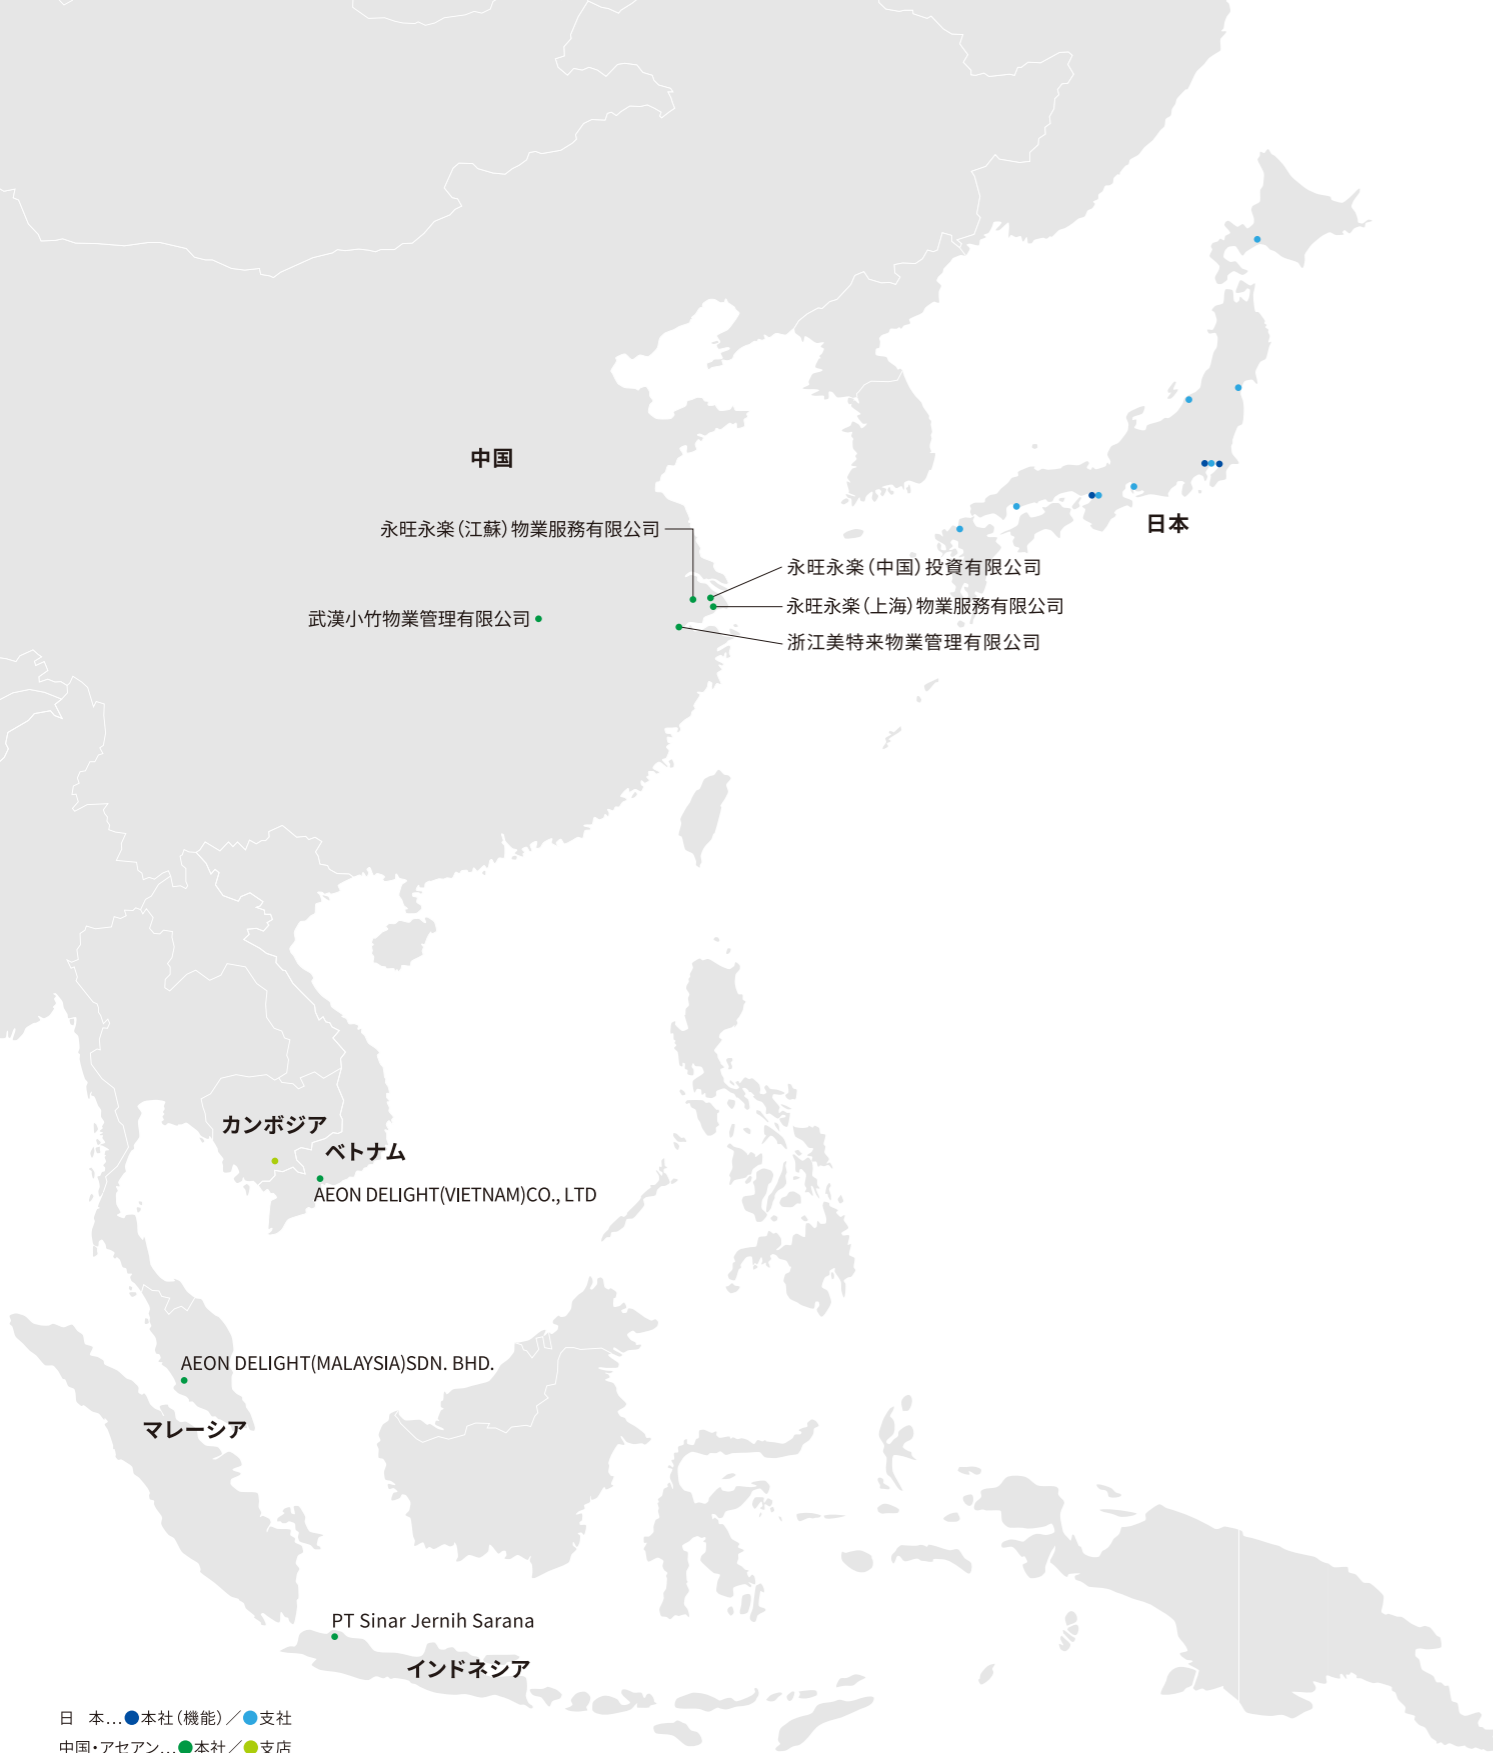 中国
永旺永楽（江蘇）物業服務有限公司
日本
永旺永楽（中国）投資有限公司
永旺永楽（上海）物業服務有限公司
武漢小竹物業管理有限公司
浙江美特来物業管理有限公司
カンボジア
ベトナム
AEON DELIGHT(VIETNAM)CO., LTD
AEON DELIGHT(MALAYSIA)SDN. BHD.
マレーシア
PT Sinar Jernih Sarana
インドネシア
日　本…●本社（機能）／●支社
中国・アセアン…●本社／●支店